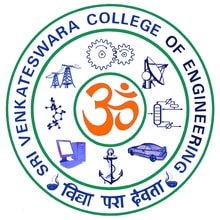 SRI VENKATESWARA COLLEGE OF ENGINEERING
ॐ
विद्या परा देवता